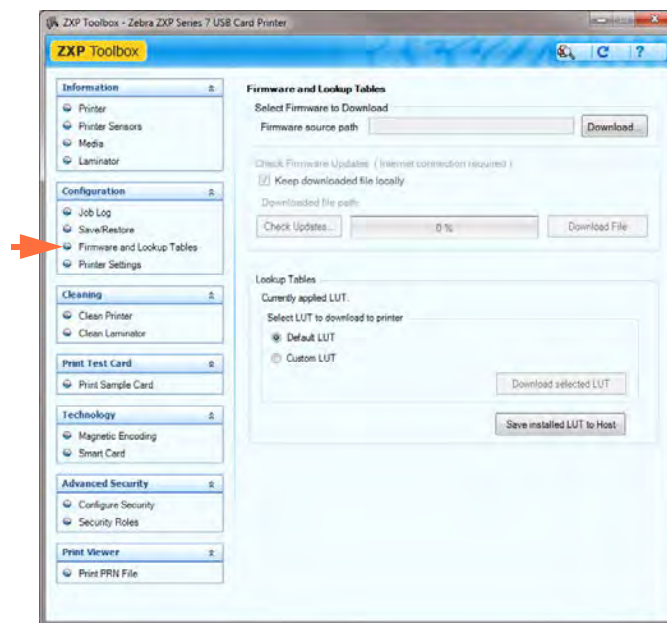 ZXP Toolbox - Zebra ZXP Series 7 USB Card Printer
ZXP Toolbox
?
Information
Printer
Printer Sensors
Media
Laminator
Configuration
Job Log
Save/Restore
Firmware and Lookup Tables
Printer Settings
Cleaning
Clean Printer
Clean Laminator
Print Test Card
Print Sample Card
Technology
Magnetic Encoding
Smart Card
Advanced Security
Configure Security
Security Roles
Print Viewer
Print PRN File
Firmware and Lookup Tables
Select Firmware to Download
Firmware source path
Download...
Check Firmware Updates ( Internet connection required )
Keep downloaded file locally
Downloaded file path:
Check Updates...
0 %
Download File
Lookup Tables
Currently applied LUT:
Select LUT to download to printer
Default LUT
Custom LUT
Download selected LUT
Save installed LUT to Host